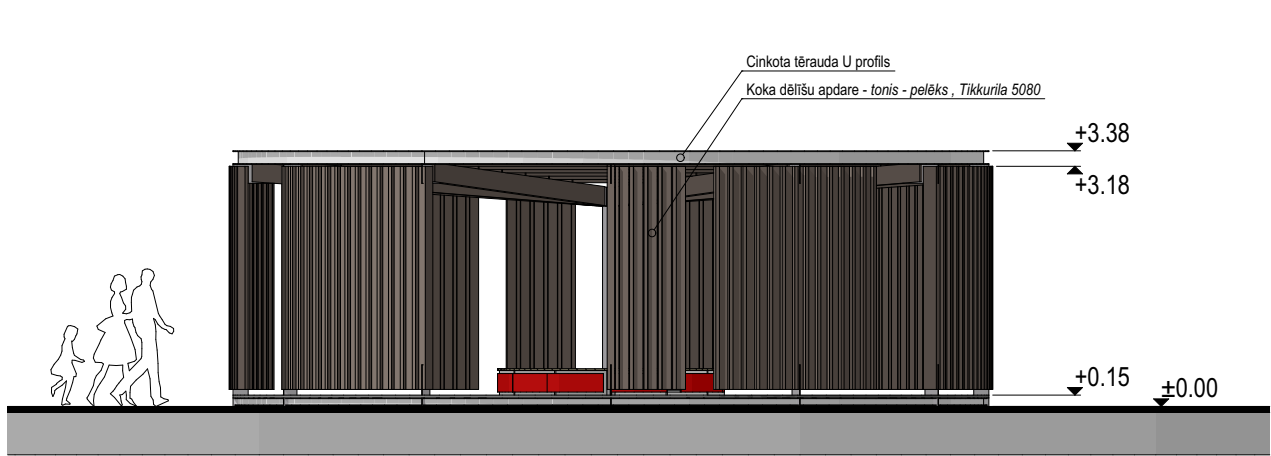 Cinkota tērauda U profils
Koka dēlīšu apdare - tonis - pelēks , Tikkurila 5080
+3.38
+3.18
+0.15
±0.00